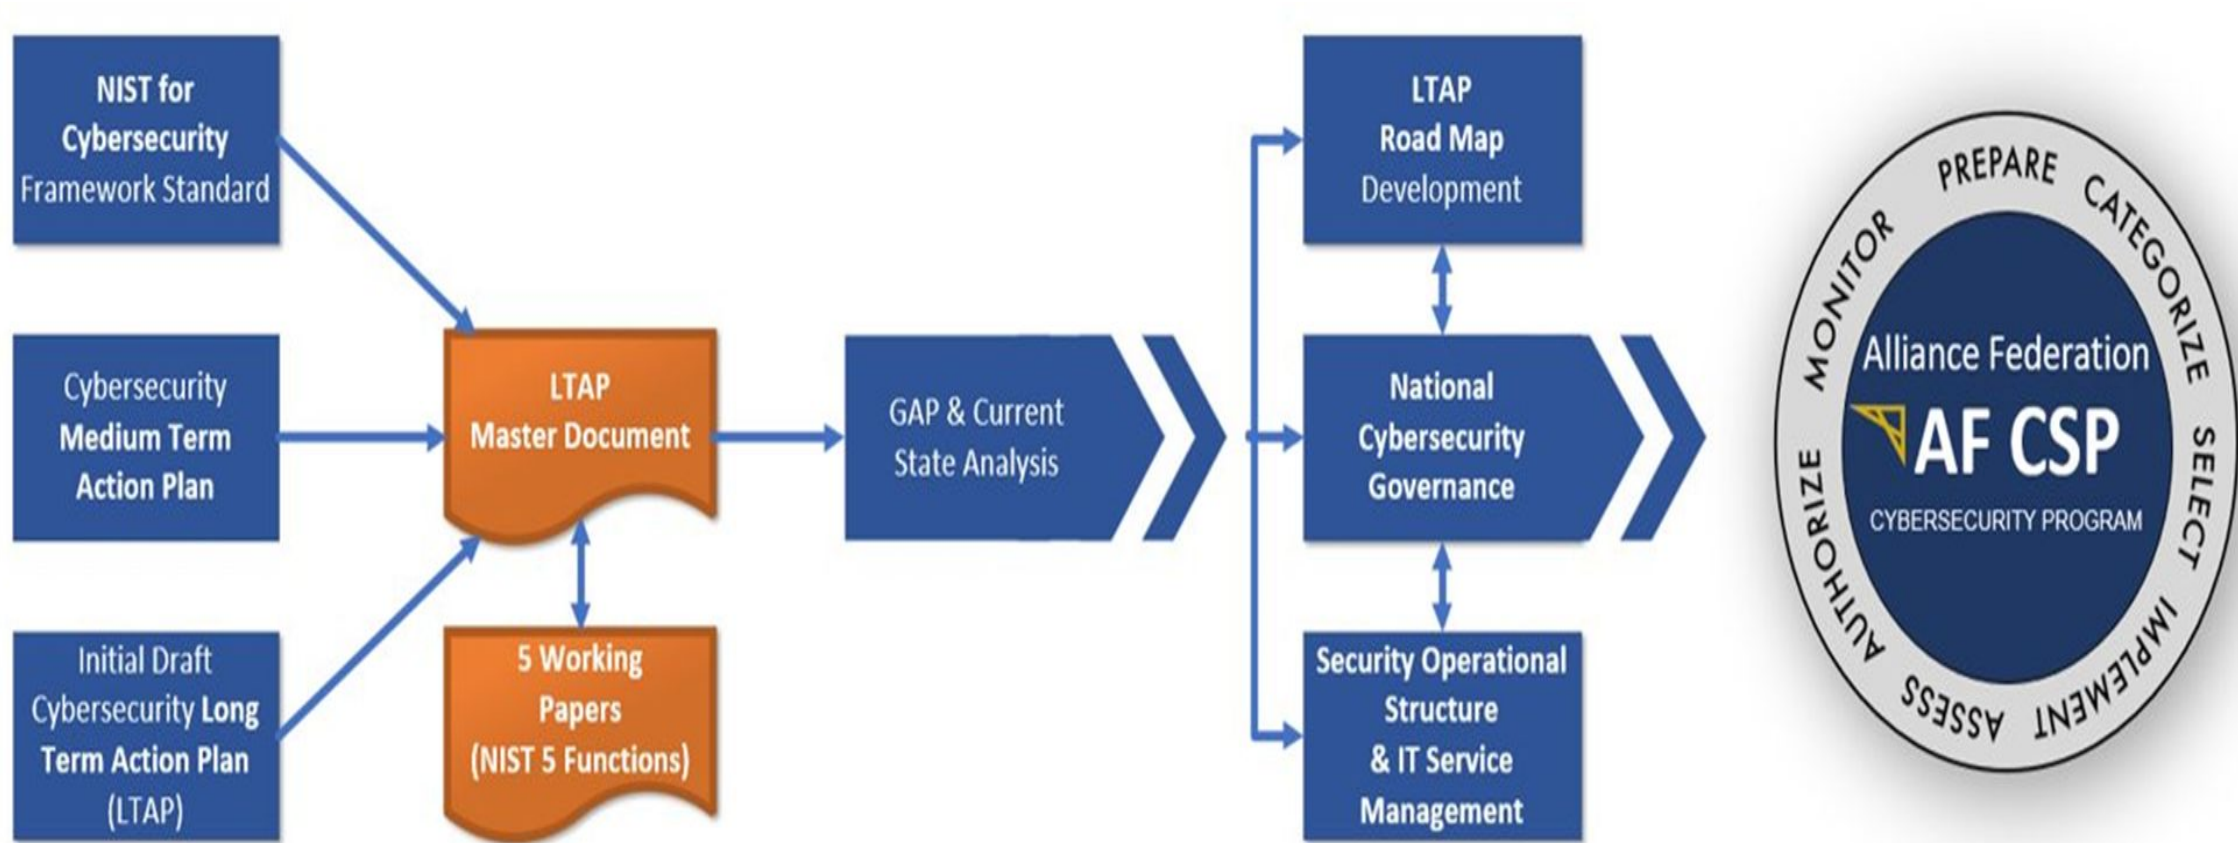 NIST for
Cybersecurity
Framework Standard
Cybersecurity
Medium Term
Action Plan
Initial Draft
Cybersecurity Long
Term Action Plan
(LTAP)
LTAP
Master Document
5 Working
Papers
(NIST 5 Functions)
GAP & Current
State Analysis
LTAP
Road Map
Development
National
Cybersecurity
Governance
Security Operational
Structure
& IT Service
Management
PREPARE CATEGORIZE SELECT IMPLEMENT ASSESS AUTHORIZE MONITOR
Alliance Federation
AF CSP
CYBERSECURITY PROGRAM